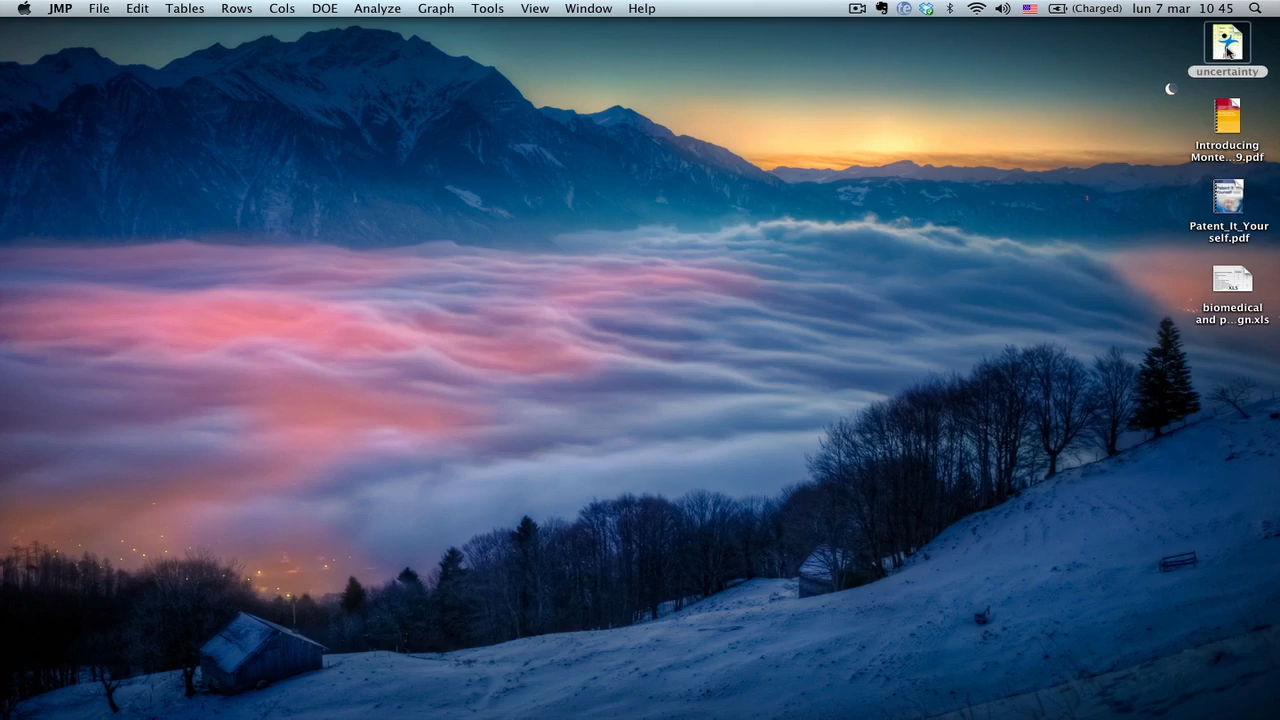 JMP File Edit Tables Rows Cols DOE Analyze Graph Tools View Window Help (Charged) lun 7 mar 10 45
uncertainty
Introducing
Monte...9.pdf
Patent_It_Your
self.pdf
XLS
biomedical
and p...gn.xls